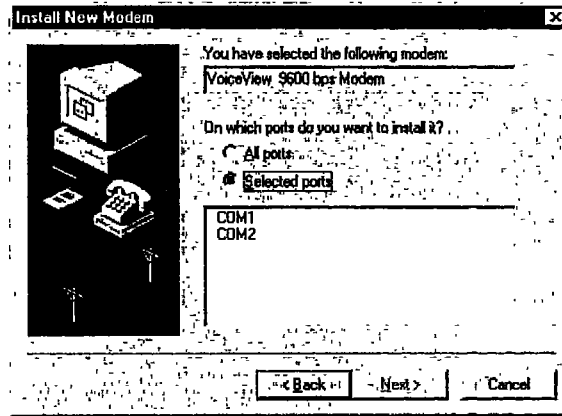 Install New Modem
You have selected the following modem:
VoiceView 9600 bps Modem
On which ports do you want to install it?
All ports
Selected ports
COM1
COM2
< Back
Next >
Cancel